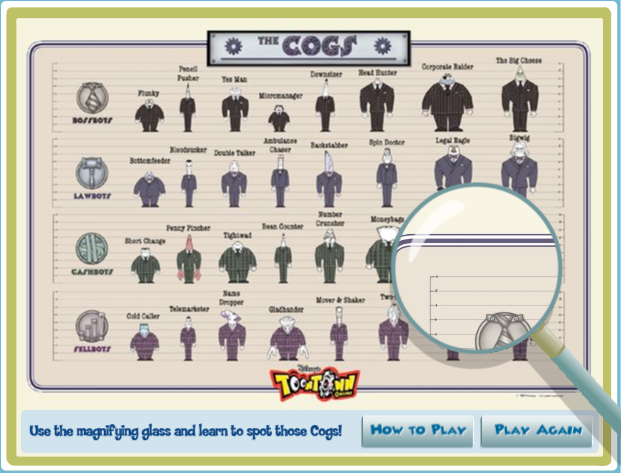 THE COGS
Flunky
Pencil
Pusher
Yes Man
Micromanager
Downsizer
Head Hunter
Corporate Raider
The Big Cheese
BOSSBOTS
Bottomfeeder
Bloodsucker
Double Talker
Ambulance
Chaser
Backstabber
Spin Doctor
Legal Eagle
Bigwig
LAWBOTS
Short Change
Penny Pincher
Tightwad
Bean Counter
Number
Cruncher
Moneybags
CASHBOTS
Cold Caller
Telemarketer
Name
Dropper
Gladhander
Mover & Shaker
Two
SELLBOTS
Disney's
TOONTOWN
ONLINE
Use the magnifying glass and learn to spot those Cogs!
HOW TO PLAY
PLAY AGAIN